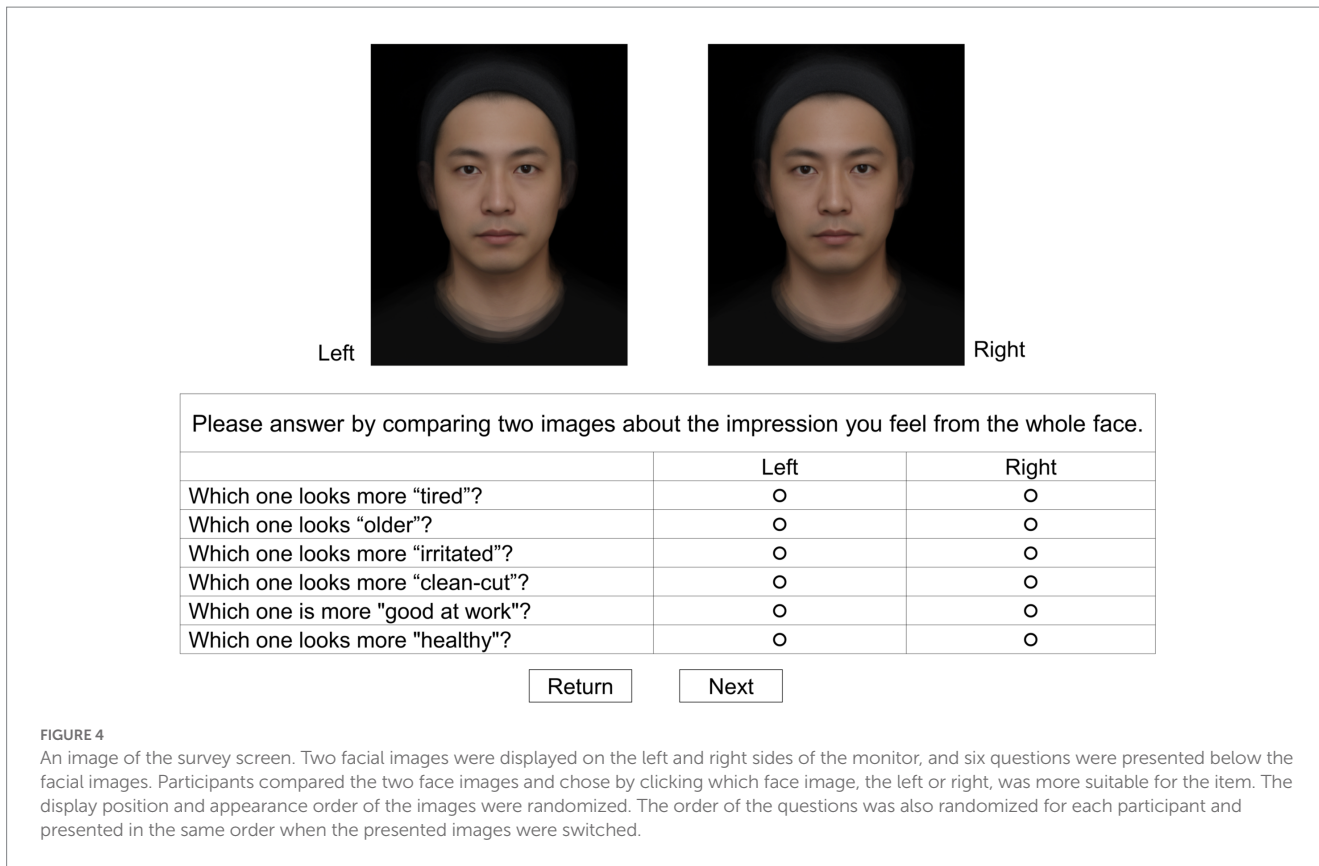 Left
Right
Please answer by comparing two images about the impression you feel from the whole face.
Left Right
Which one looks more “tired”?
Which one looks “older”?
Which one looks more “irritated”?
Which one looks more “clean-cut”?
Which one is more "good at work"?
Which one looks more "healthy"?
Return Next
FIGURE 4
An image of the survey screen. Two facial images were displayed on the left and right sides of the monitor, and six questions were presented below the
facial images. Participants compared the two face images and chose by clicking which face image, the left or right, was more suitable for the item. The
display position and appearance order of the images were randomized. The order of the questions was also randomized for each participant and
presented in the same order when the presented images were switched.